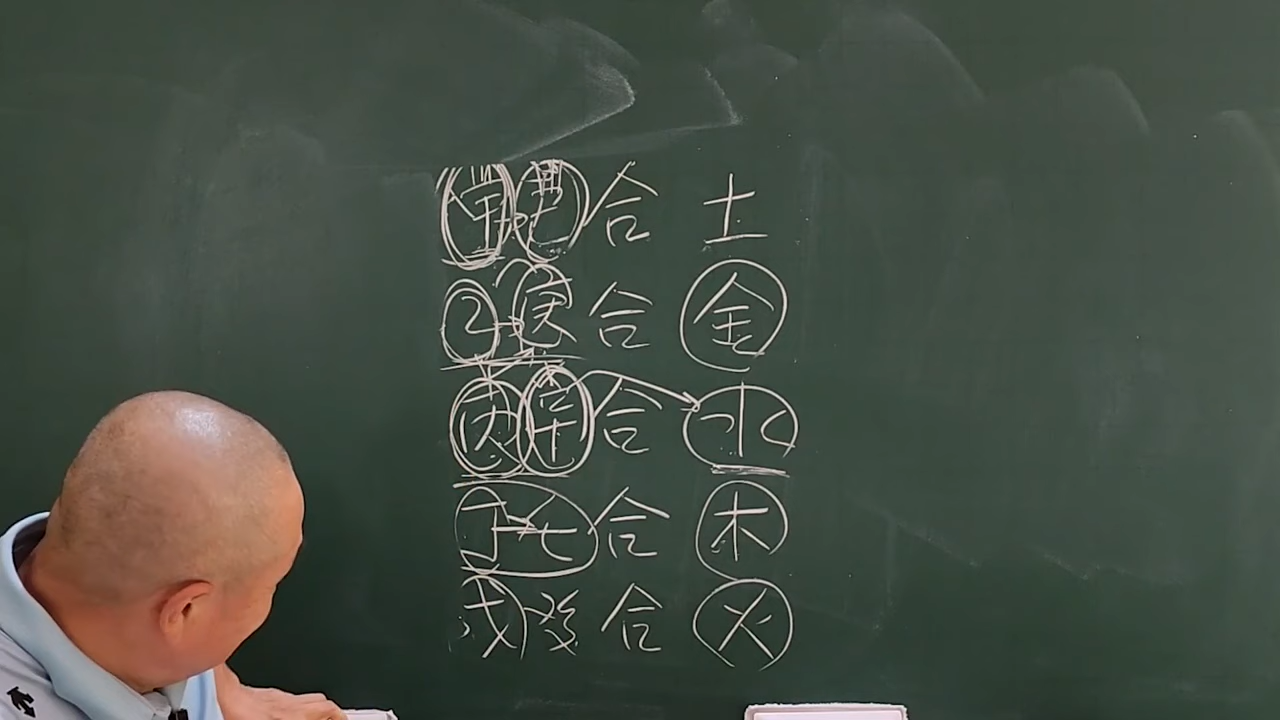 甲己合 土
乙庚合 金
丙辛合 水
丁壬合 木
戊癸合 火